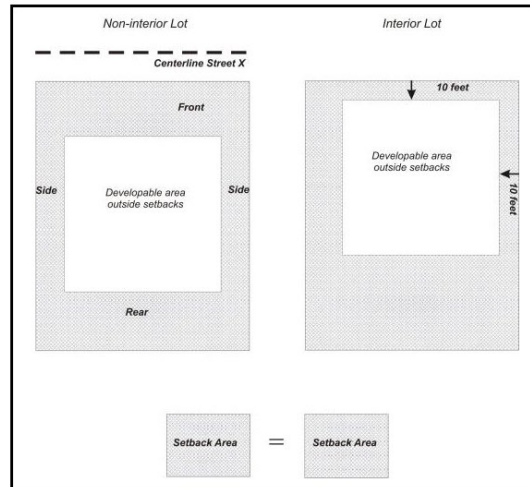 Non-interior Lot
Interior Lot
Centerline Street X
10 feet
Front
Developable area
outside setbacks
Side
Developable area
outside setbacks
Side
10 feet
Rear
Setback Area
=
Setback Area